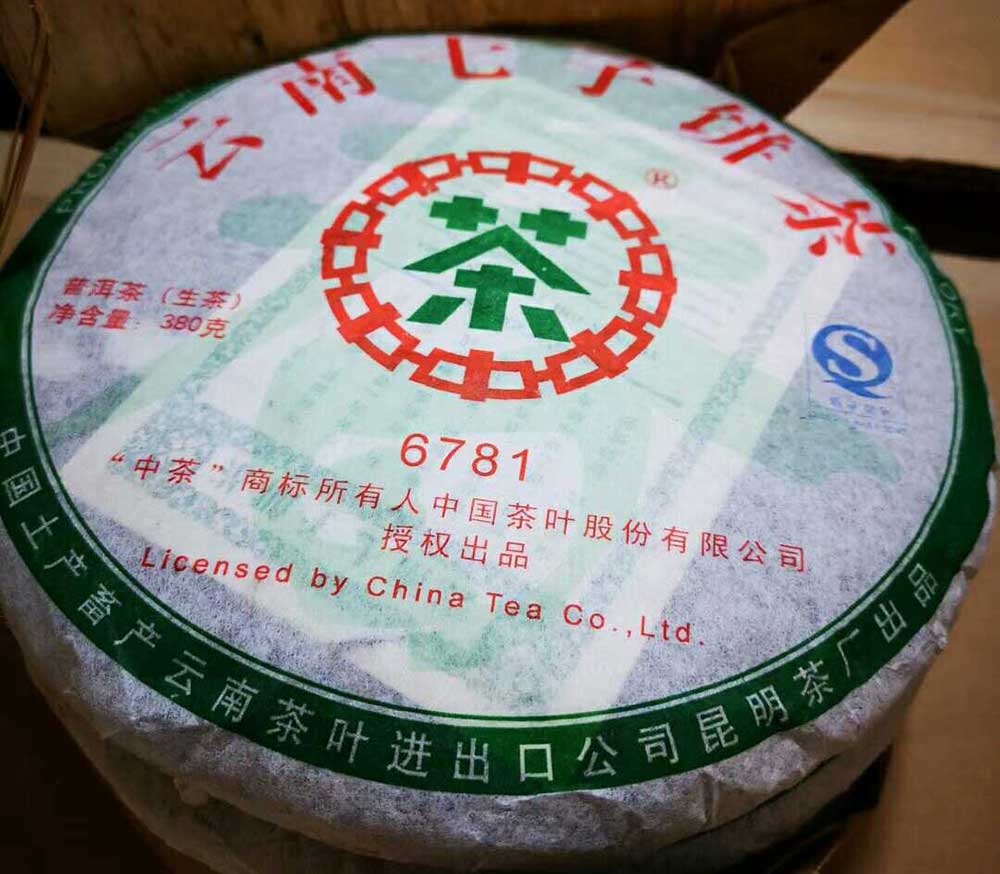 云南七子饼茶
®
茶
普洱茶（生茶）
净含量：380克
6781
“中茶”商标所有人中国茶叶股份有限公司
授权出品
Licensed by China Tea Co.,Ltd.
中国土产畜产云南茶叶进出口公司昆明茶厂出品